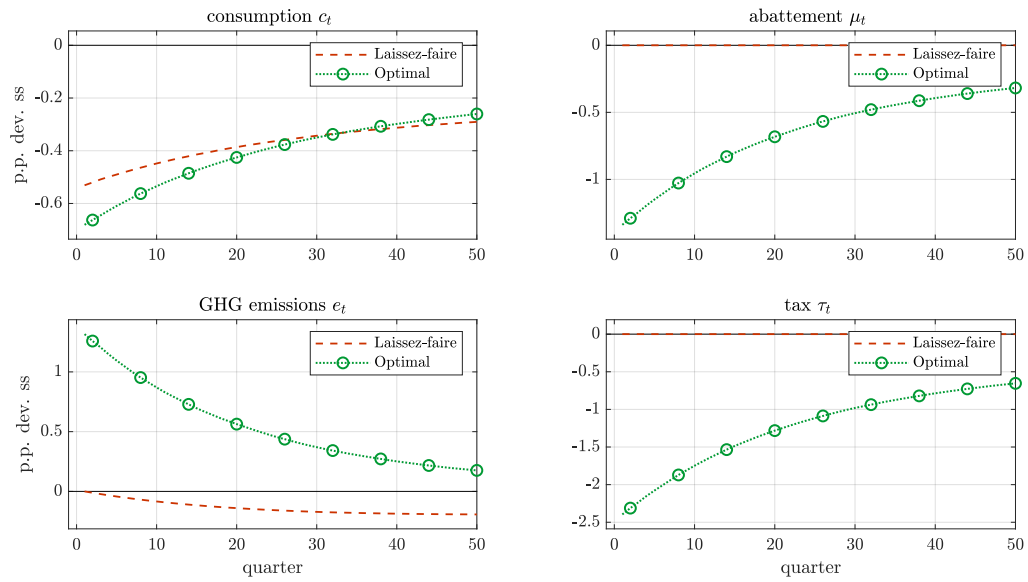 consumption c_t
0
-0.2
-0.4
-0.6
p.p. dev. ss
Laissez-faire
Optimal
0 10 20 30 40 50
abattement μ_t
0
-0.5
-1
Laissez-faire
Optimal
0 10 20 30 40 50
GHG emissions e_t
1
0.5
0
p.p. dev. ss
Laissez-faire
Optimal
0 10 20 30 40 50
quarter
tax τ_t
0
-0.5
-1
-1.5
-2
-2.5
Laissez-faire
Optimal
0 10 20 30 40 50
quarter